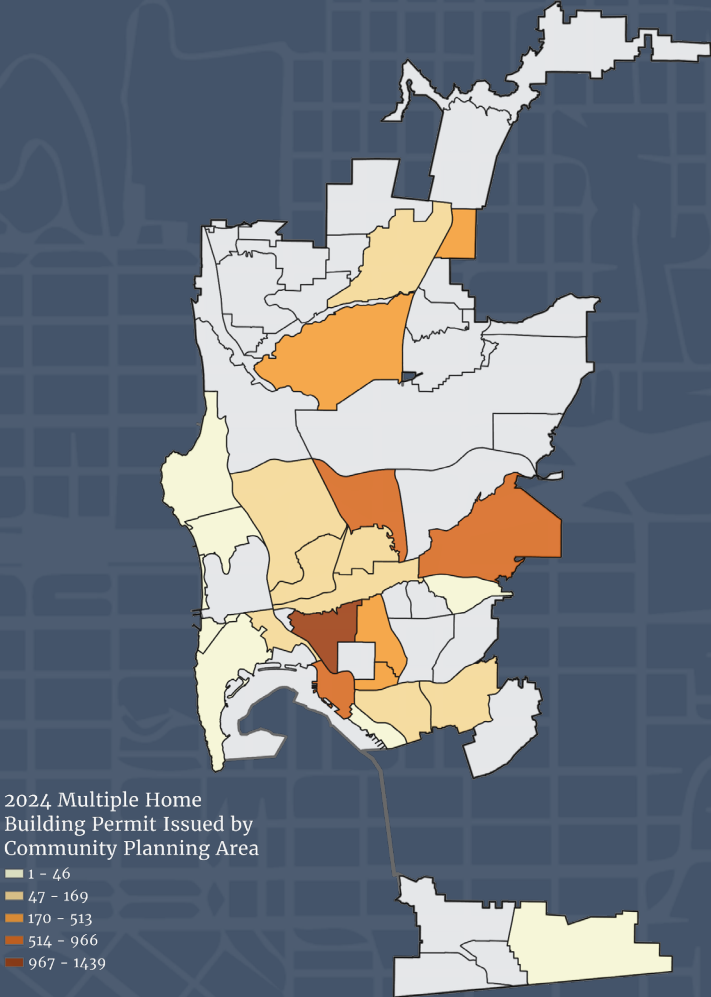 2024 Multiple Home
Building Permit Issued by
Community Planning Area
1 - 46
47 - 169
170 - 513
514 - 966
967 - 1439